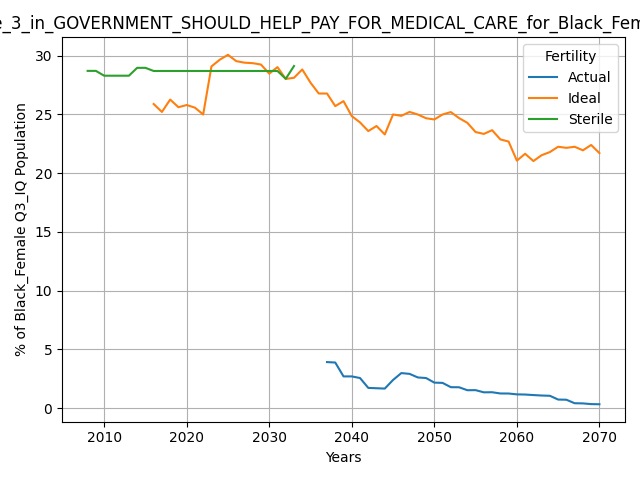 e_3_in_GOVERNMENT_SHOULD_HELP_PAY_FOR_MEDICAL_CARE_for_Black_Fem
Fertility
Actual
Ideal
Sterile
% of Black_Female Q3_IQ Population
30
25
20
15
10
5
0
2010 2020 2030 2040 2050 2060 2070
Years